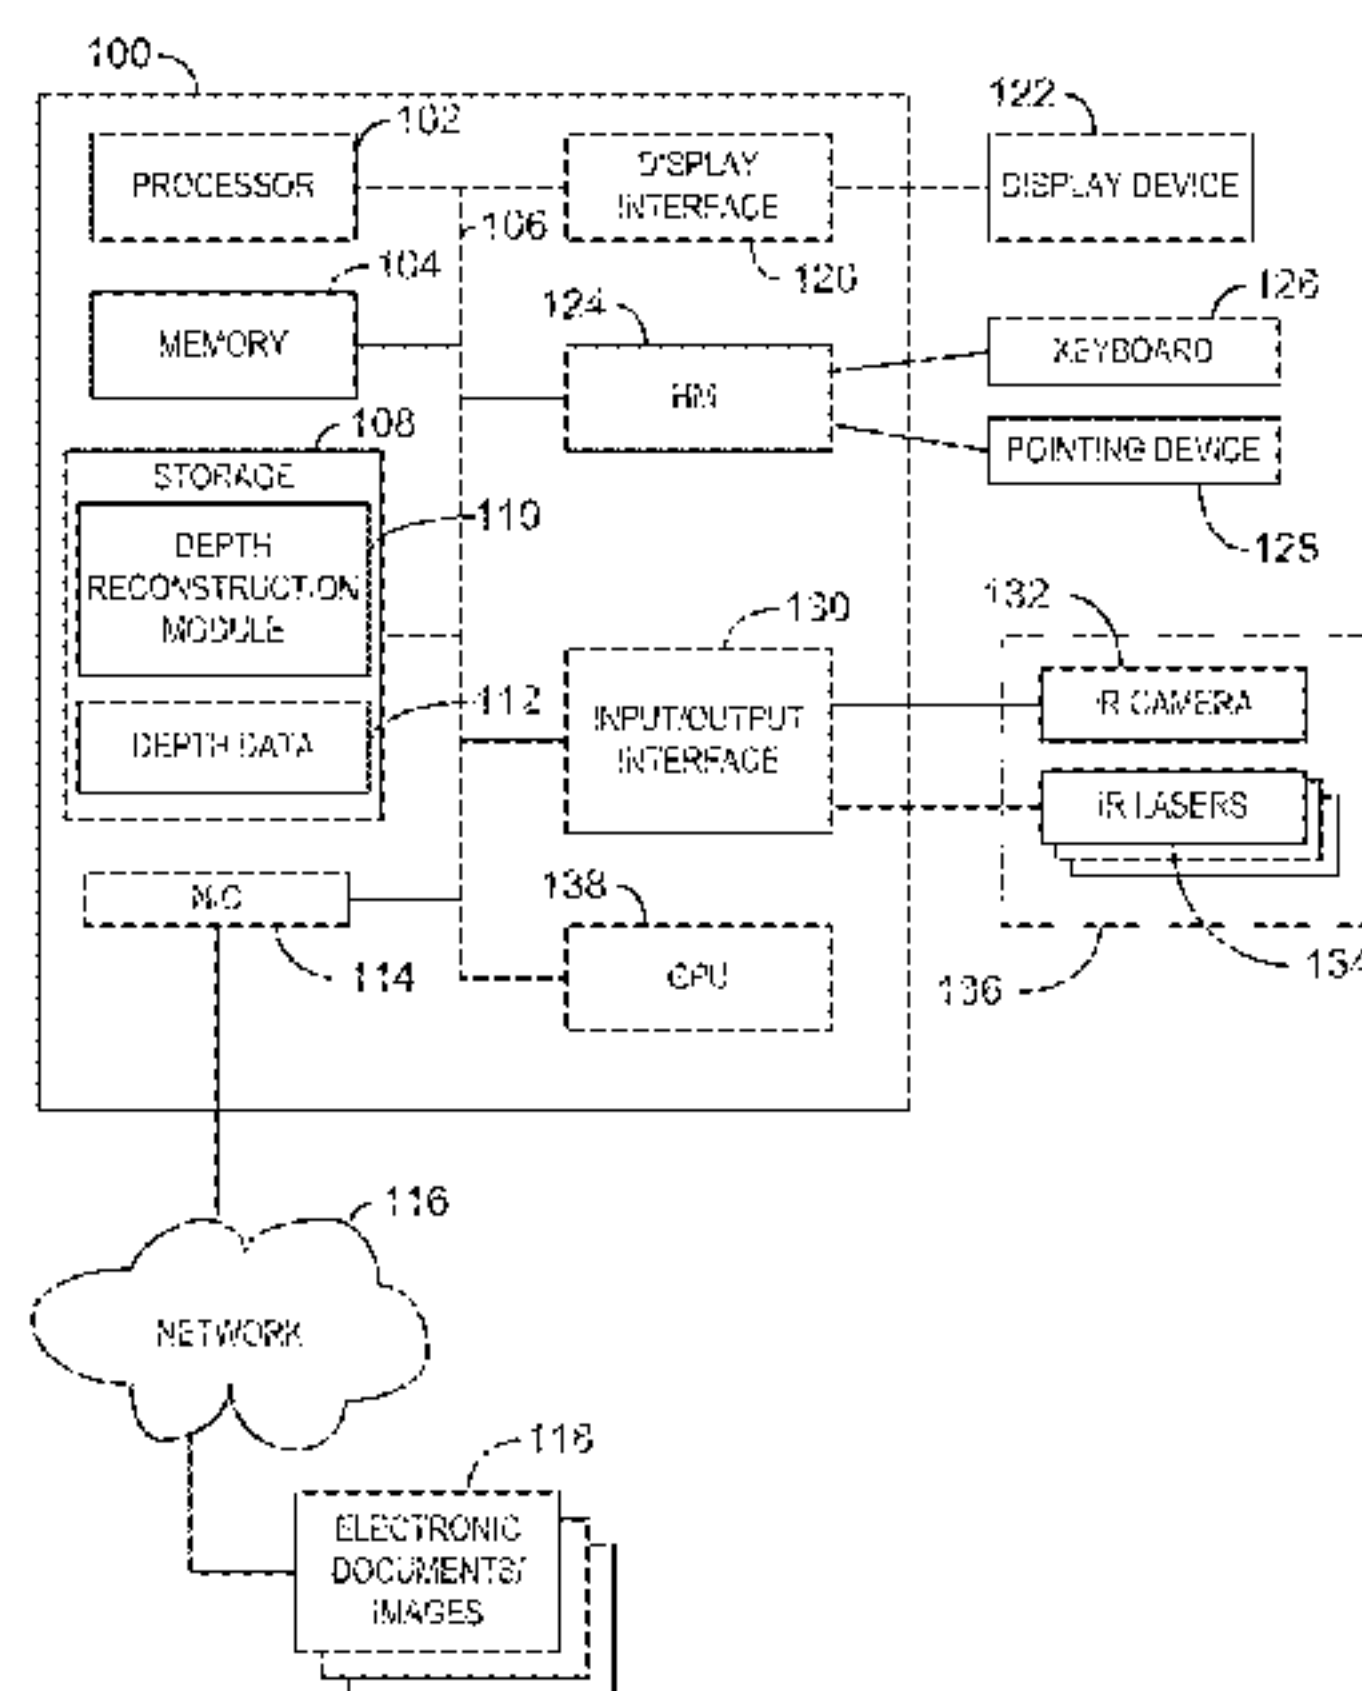 100
102
PROCESSOR
DISPLAY
INTERFACE
122
DISPLAY DEVICE
106
104
120
124
126
MEMORY
HMI
KEYBOARD
108
STORAGE
POINTING DEVICE
110
128
DEPTH
RECONSTRUCTION
MODULE
130
132
112
DEPTH DATA
INPUT/OUTPUT
INTERFACE
IR CAMERA
IR LASERS
NIC
138
114
GPU
136
134
116
NETWORK
118
ELECTRONIC
DOCUMENTS/
IMAGES